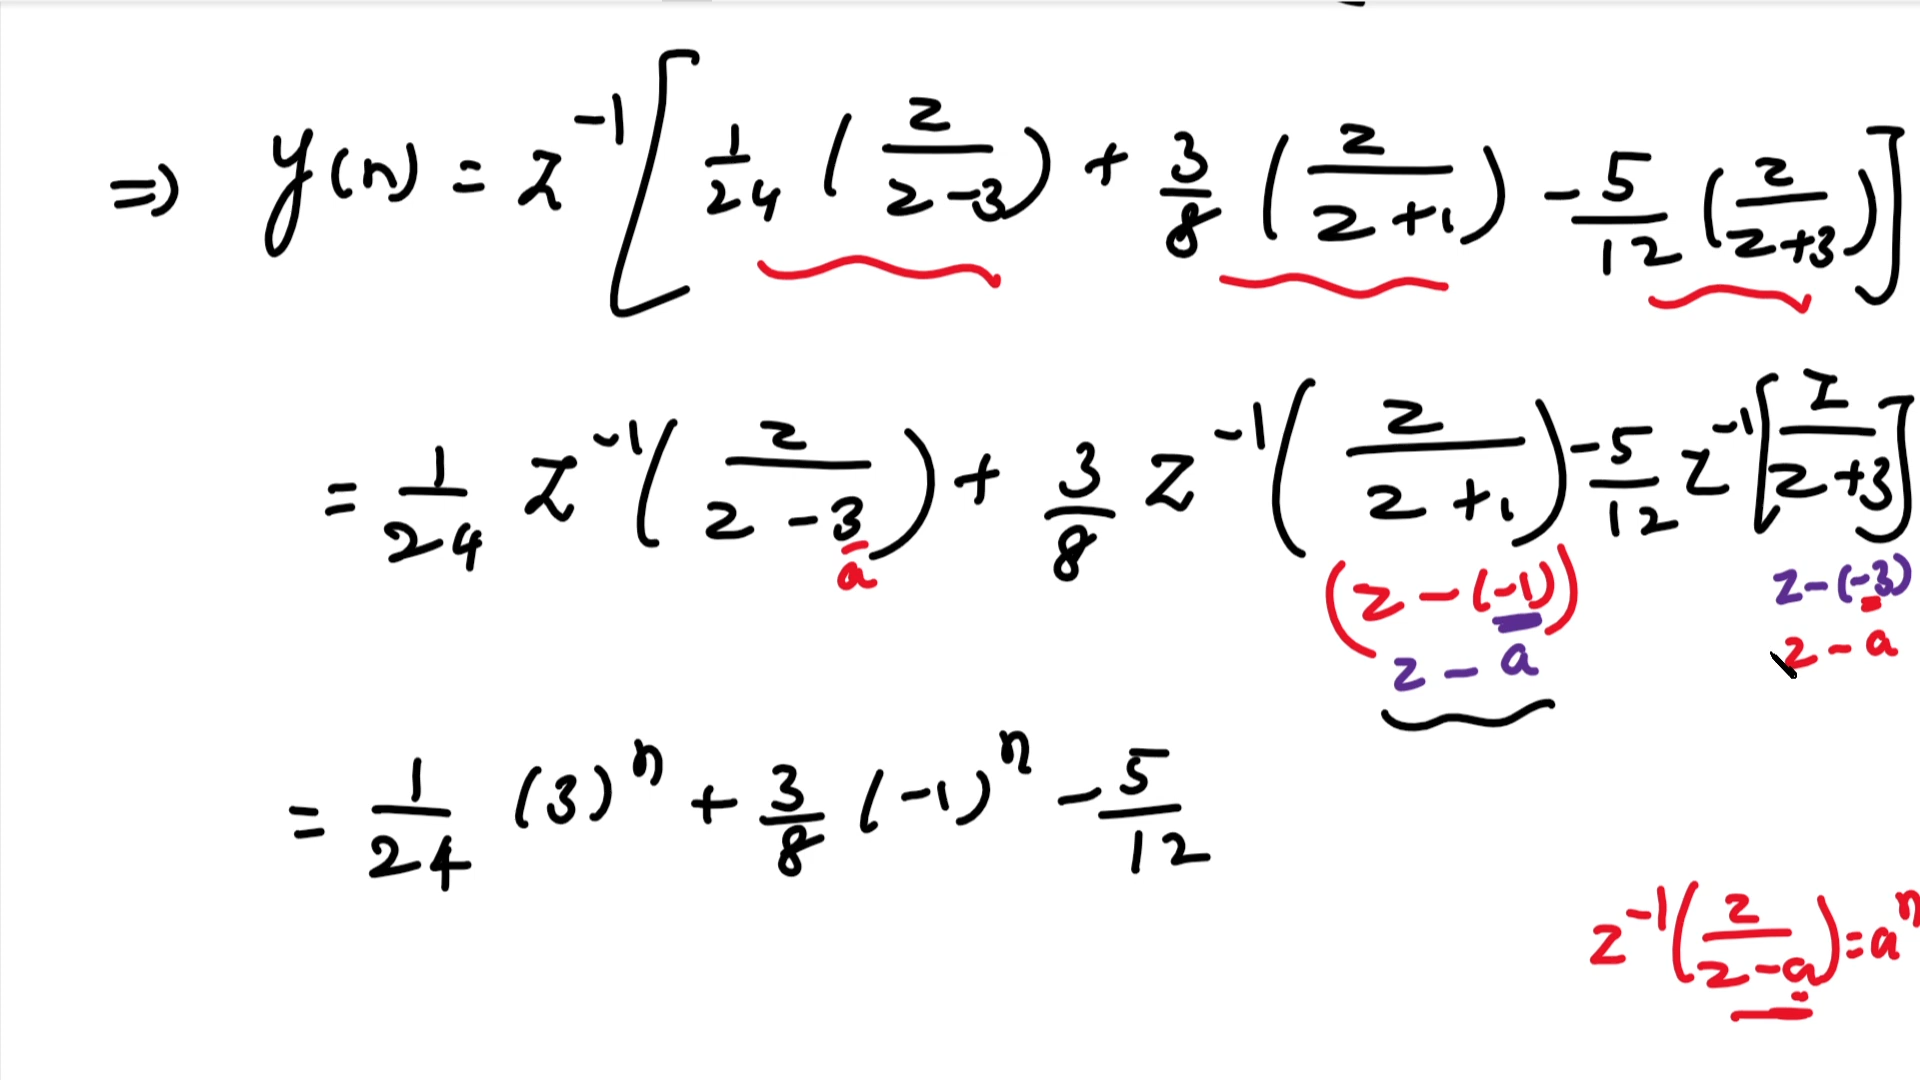 ⇒ y(n) = z⁻¹[1/24 (z/(z-3)) + 3/8 (z/(z+1)) - 5/12 (z/(z+3))]
= 1/24 z⁻¹(z/(z-3)) + 3/8 z⁻¹(z/(z+1)) - 5/12 z⁻¹[z/(z+3)]
a (z-(-1)) z-(-3)
z-a z-a
= 1/24 (3)ⁿ + 3/8 (-1)ⁿ - 5/12
z⁻¹(z/(z-a)) = aⁿ